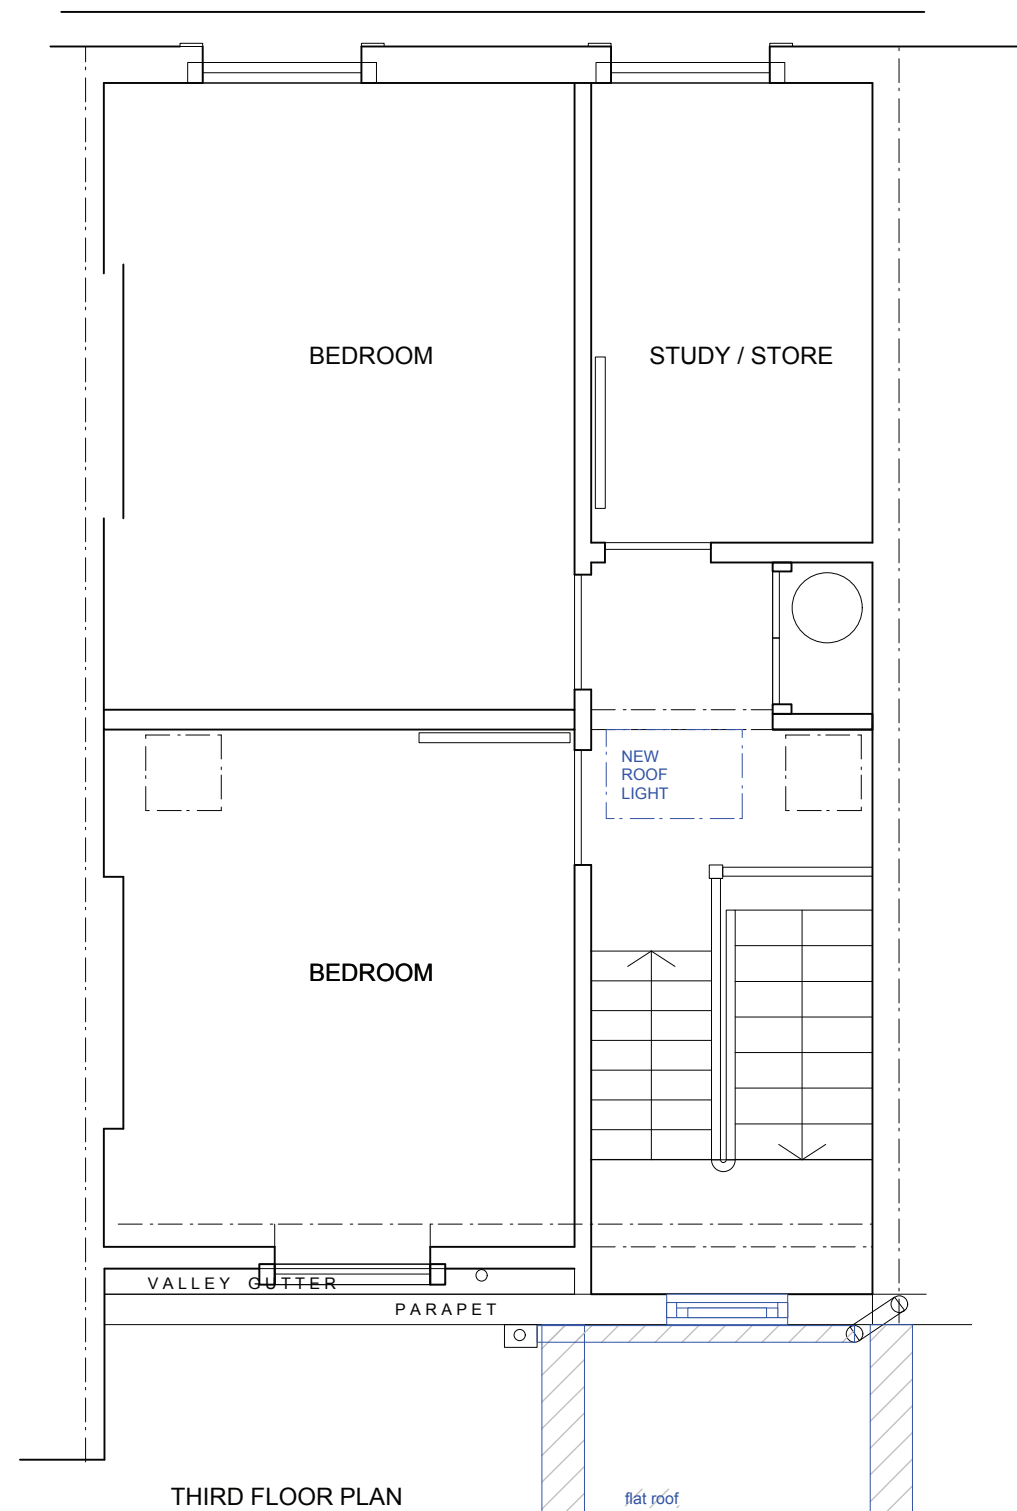 BEDROOM
STUDY / STORE
NEW
ROOF
LIGHT
BEDROOM
VALLEY GUTTER
PARAPET
THIRD FLOOR PLAN
flat roof